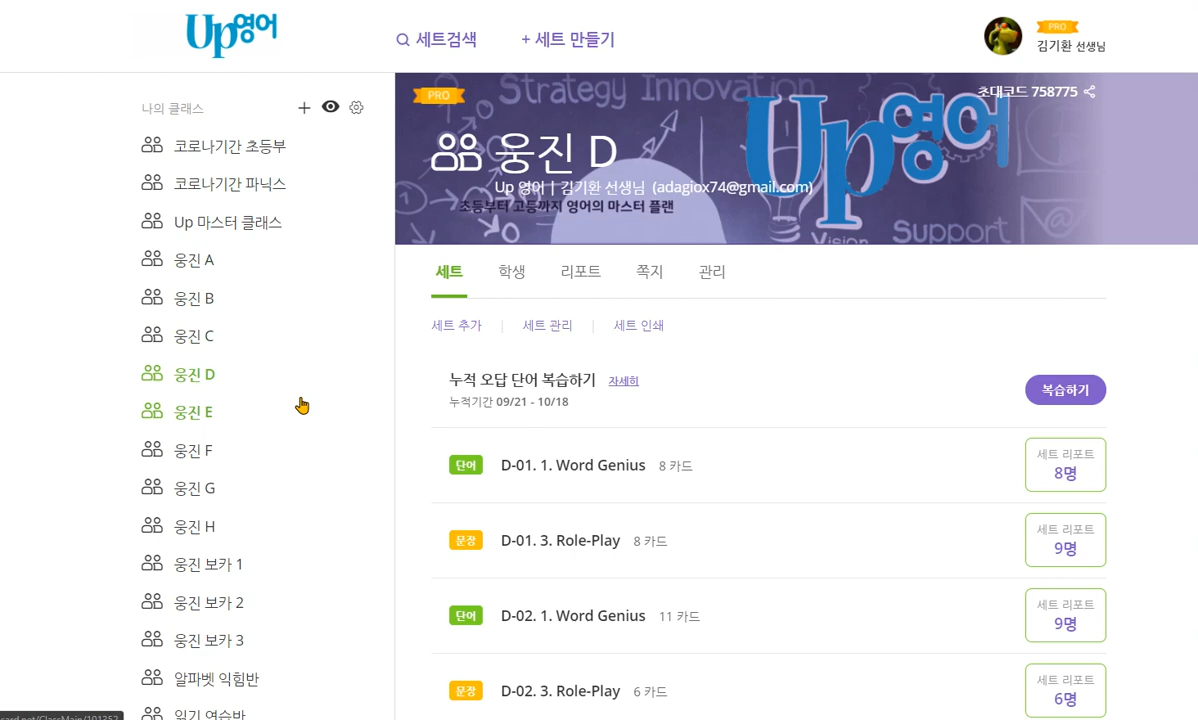 Up영어
세트검색
+ 세트 만들기
PRO
김기환 선생님
나의 클래스
코로나기간 초등부
코로나기간 파닉스
Up 마스터 클래스
웅진 A
웅진 B
웅진 C
웅진 D
웅진 E
웅진 F
웅진 G
웅진 H
웅진 보카 1
웅진 보카 2
웅진 보카 3
알파벳 익힘반
읽기 연습반
card.net/ClassMain/101352
PRO
Strategy Innovation
초대코드 758775
웅진 D
Up영어
Up 영어 | 김기환 선생님 (adagiox74@gmail.com)
초등부터 고등까지 영어의 마스터 플랜
Vision
Support
세트 학생 리포트 쪽지 관리
세트 추가 | 세트 관리 | 세트 인쇄
누적 오답 단어 복습하기 자세히
누적기간 09/21 - 10/18
복습하기
단어 D-01. 1. Word Genius 8 카드
세트 리포트
8명
문장 D-01. 3. Role-Play 8 카드
세트 리포트
9명
단어 D-02. 1. Word Genius 11 카드
세트 리포트
9명
문장 D-02. 3. Role-Play 6 카드
세트 리포트
6명